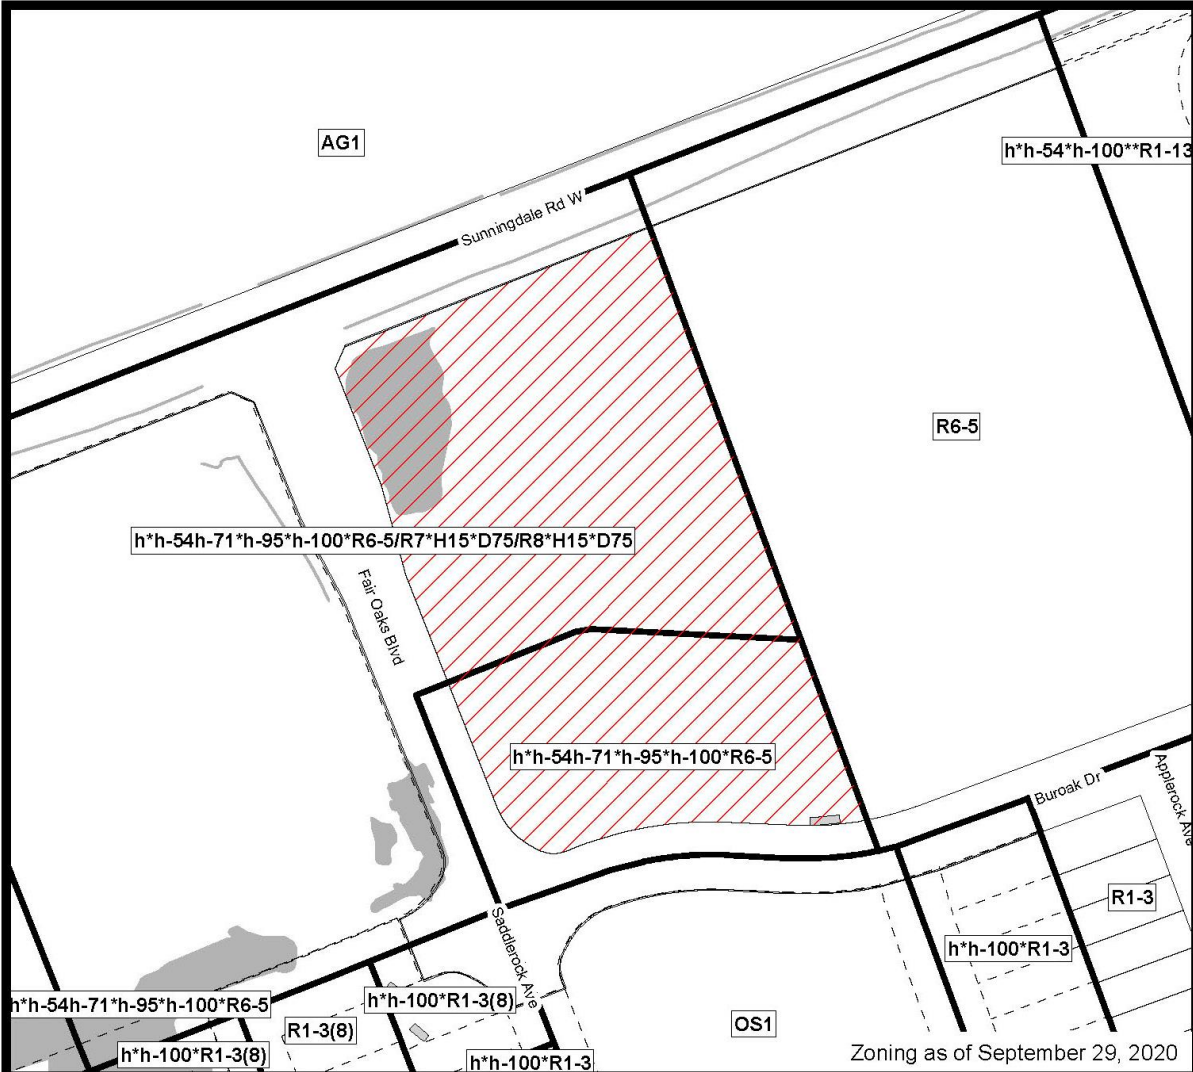 AG1
h*h-54*h-100**R1-13
Sunningdale Rd W
R6-5
h*h-54h-71*h-95*h-100*R6-5/R7*H15*D75/R8*H15*D75
Fair Oaks Blvd
h*h-54h-71*h-95*h-100*R6-5
Buroak Dr
Applerock Ave
R1-3
Saddlerock Ave
h*h-100*R1-3
h*h-54h-71*h-95*h-100*R6-5
h*h-100*R1-3(8)
R1-3(8)
OS1
h*h-100*R1-3(8)
h*h-100*R1-3
Zoning as of September 29, 2020